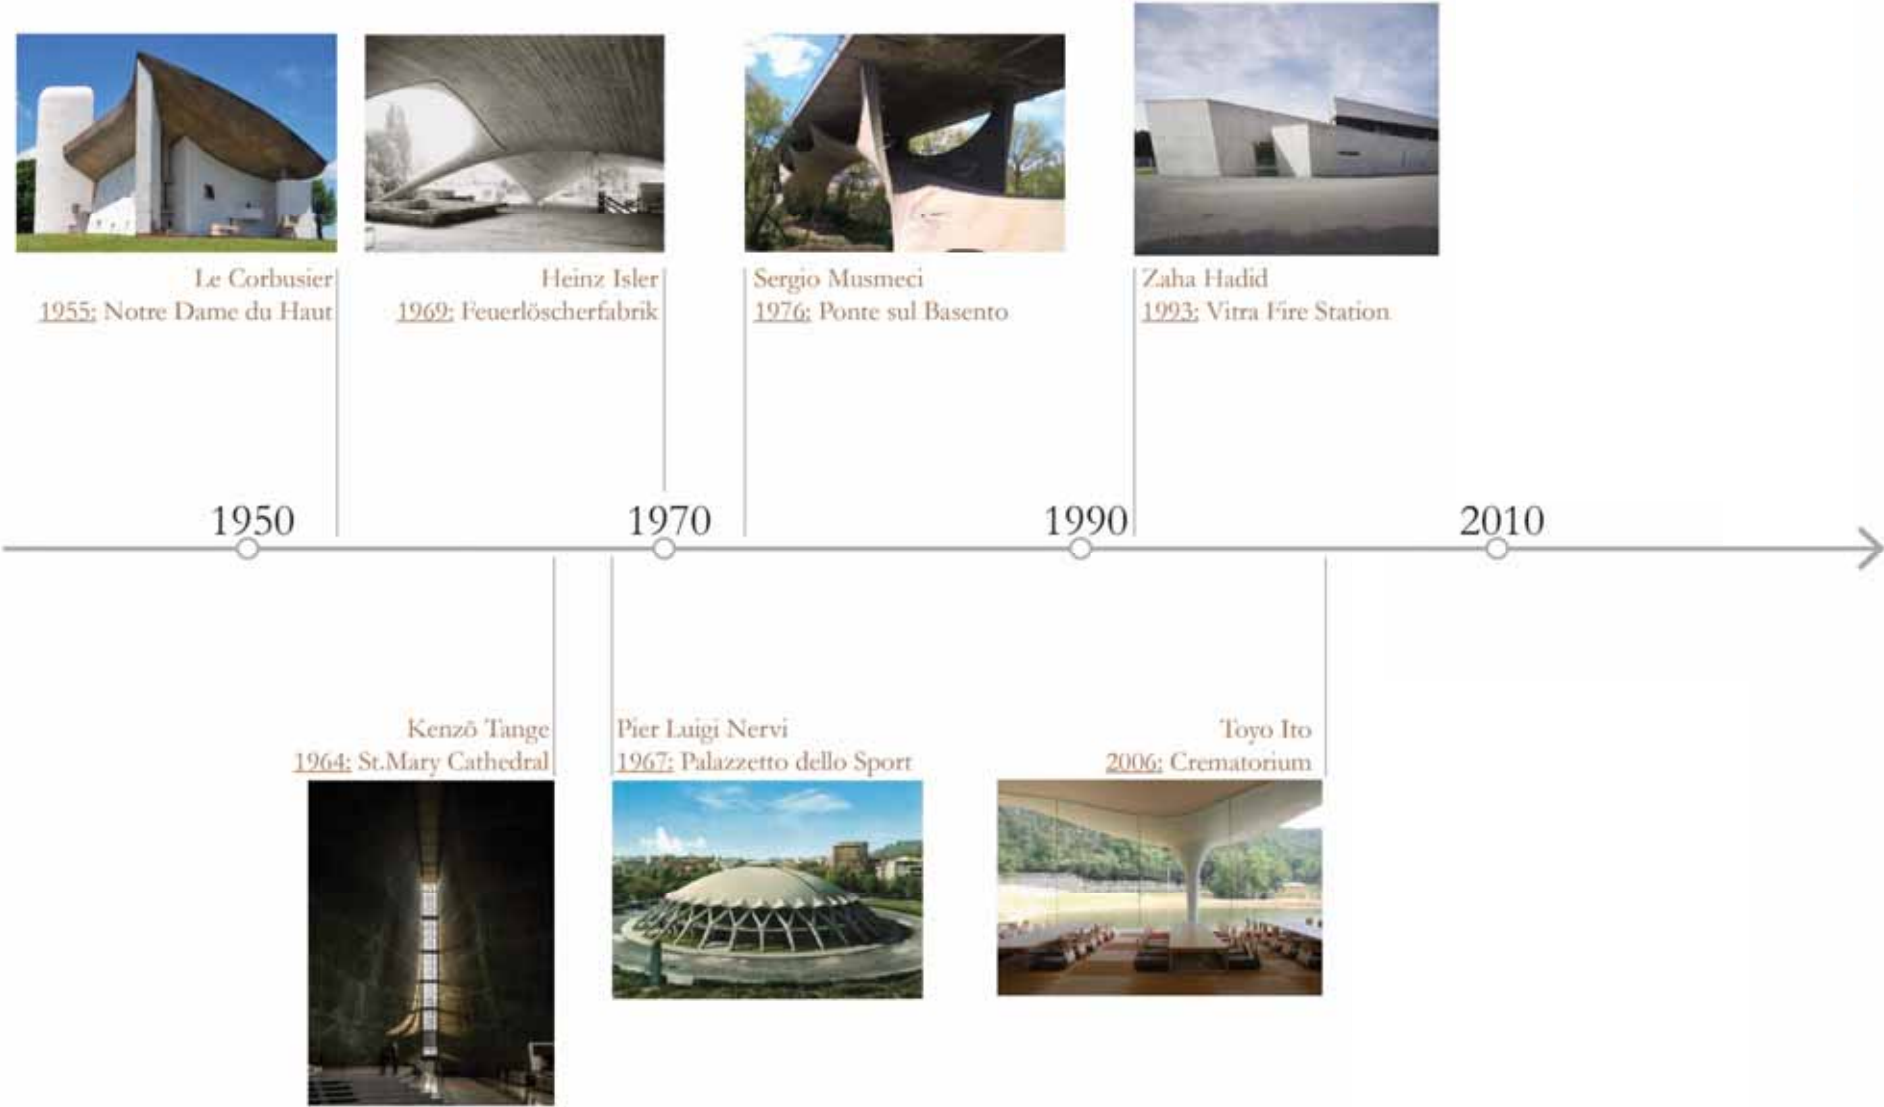 Le Corbusier
1955: Notre Dame du Haut
Heinz Isler
1969: Feuerlöscherfabrik
Sergio Musmeci
1976: Ponte sul Basento
Zaha Hadid
1993: Vitra Fire Station
1950
1970
1990
2010
Kenzō Tange
1964: St.Mary Cathedral
Pier Luigi Nervi
1967: Palazzetto dello Sport
Toyo Ito
2006: Crematorium